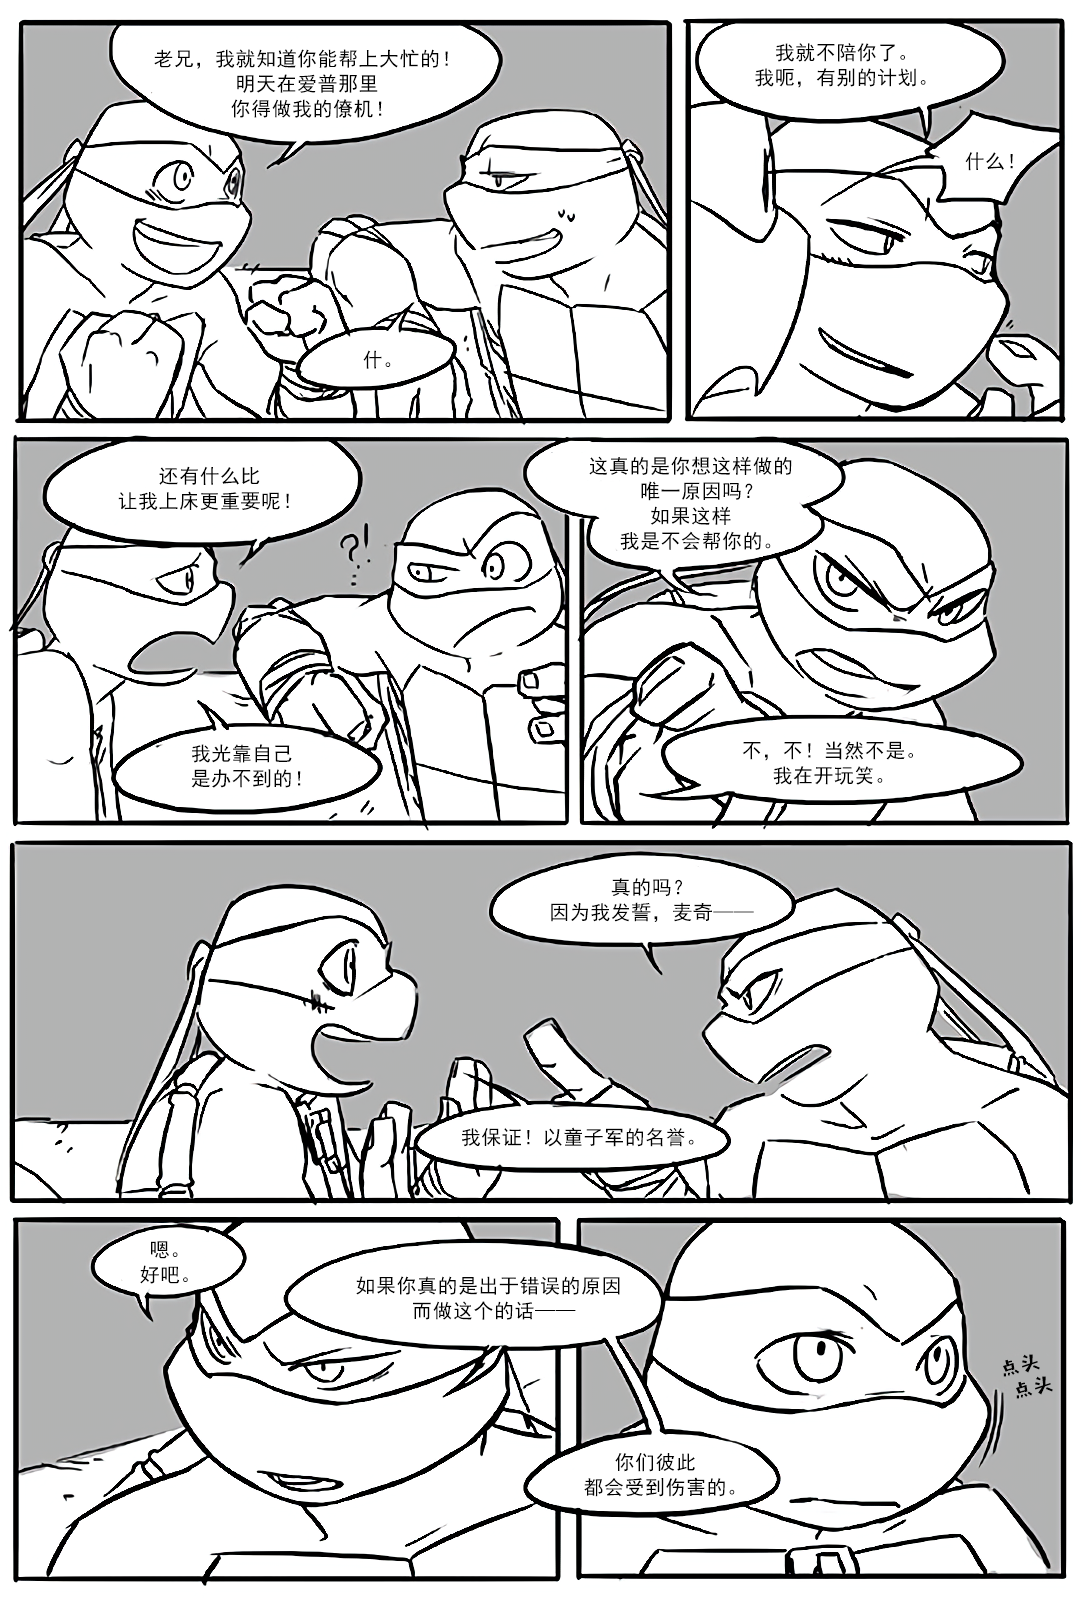 老兄，我就知道你能帮上大忙的！
明天在爱普那里
你得做我的僚机！
什。
我就不陪你了。
我呃，有别的计划。
什么！
还有什么比
让我上床更重要呢！
?!
我光靠自己
是办不到的！
这真的是你想这样做的
唯一原因吗？
如果这样
我是不会帮你的。
不，不！当然不是。
我在开玩笑。
真的吗？
因为我发誓，麦奇——
我保证！以童子军的名誉。
嗯。
好吧。
如果你真的是出于错误的原因
而做这个的话——
你们彼此
都会受到伤害的。
点头
点头